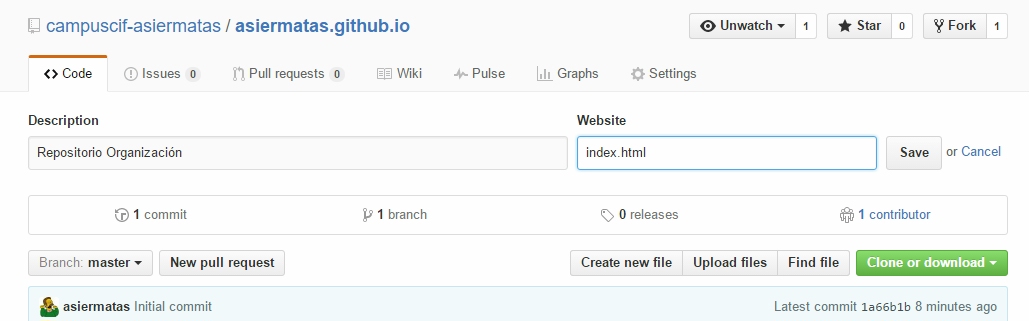 campuscif-asiermatas / asiermatas.github.io Unwatch 1 Star 0 Fork 1
Code Issues 0 Pull requests 0 Wiki Pulse Graphs Settings
Description Website
Repositorio Organización index.html Save or Cancel
1 commit 1 branch 0 releases 1 contributor
Branch: master New pull request Create new file Upload files Find file Clone or download
asiermatas Initial commit Latest commit 1a66b1b 8 minutes ago